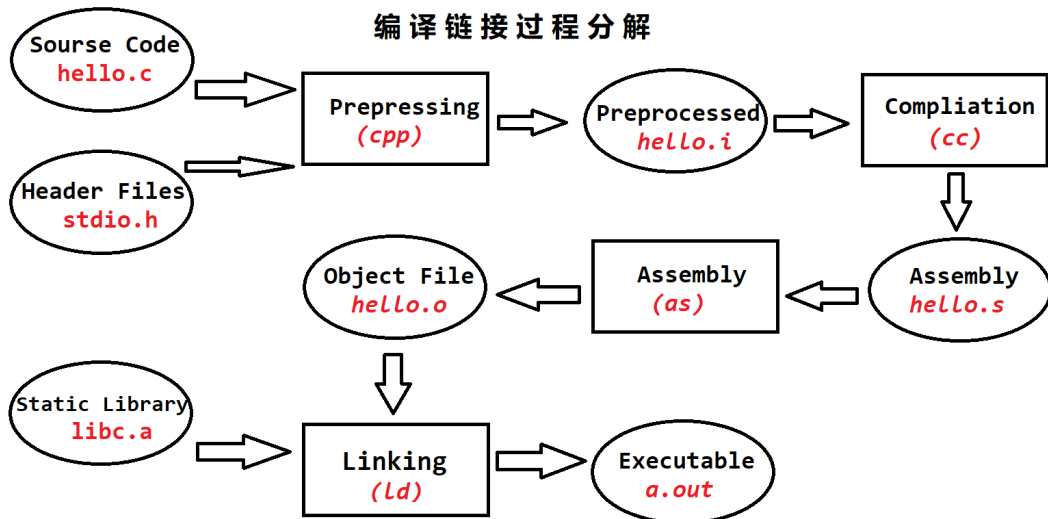 编译链接过程分解
Sourse Code
hello.c
Header Files
stdio.h
Prepressing
(cpp)
Preprocessed
hello.i
Compliation
(cc)
Assembly
hello.s
Assembly
(as)
Object File
hello.o
Static Library
libc.a
Linking
(ld)
Executable
a.out